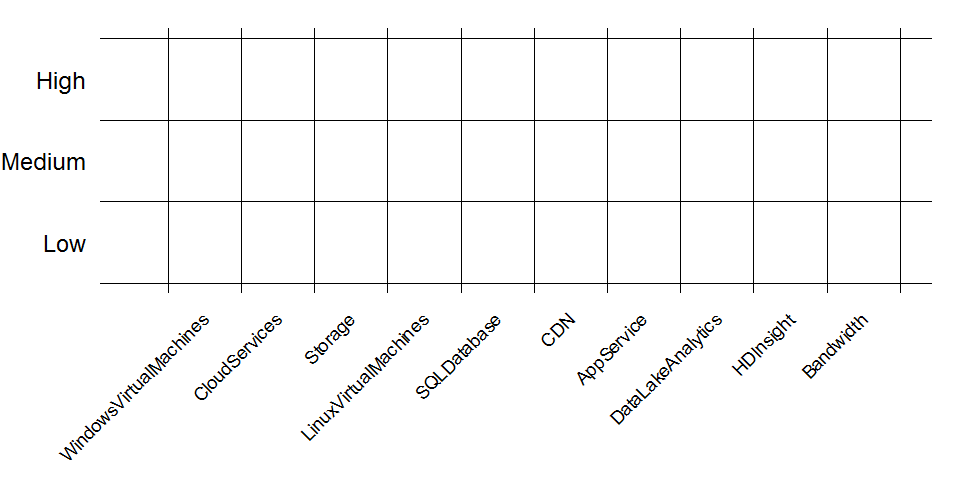 High
Medium
Low
WindowsVirtualMachines
CloudServices
Storage
LinuxVirtualMachines
SQLDatabase
CDN
AppService
DataLakeAnalytics
HDInsight
Bandwidth